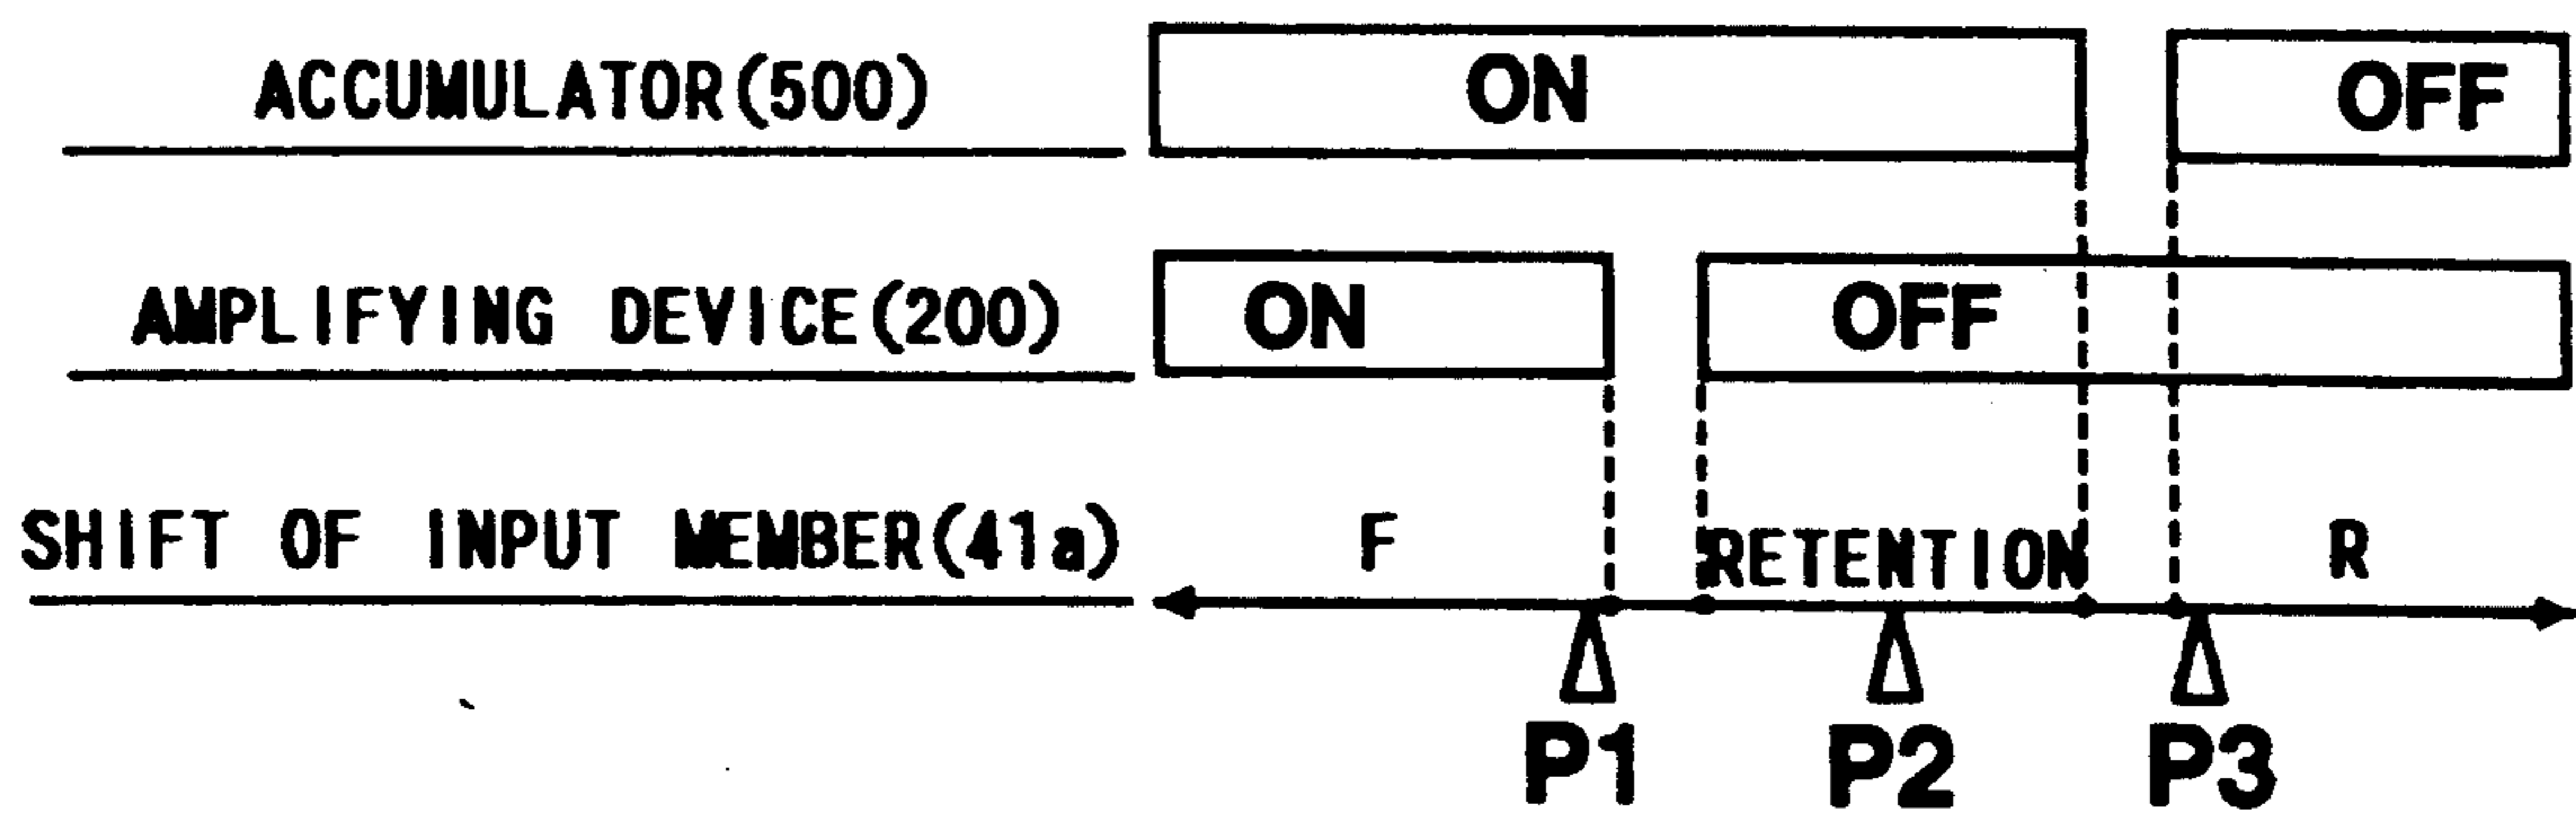 ACCUMULATOR(500) ON OFF
AMPLIFYING DEVICE(200) ON OFF
SHIFT OF INPUT MEMBER(41a) F RETENTION R
P1 P2 P3